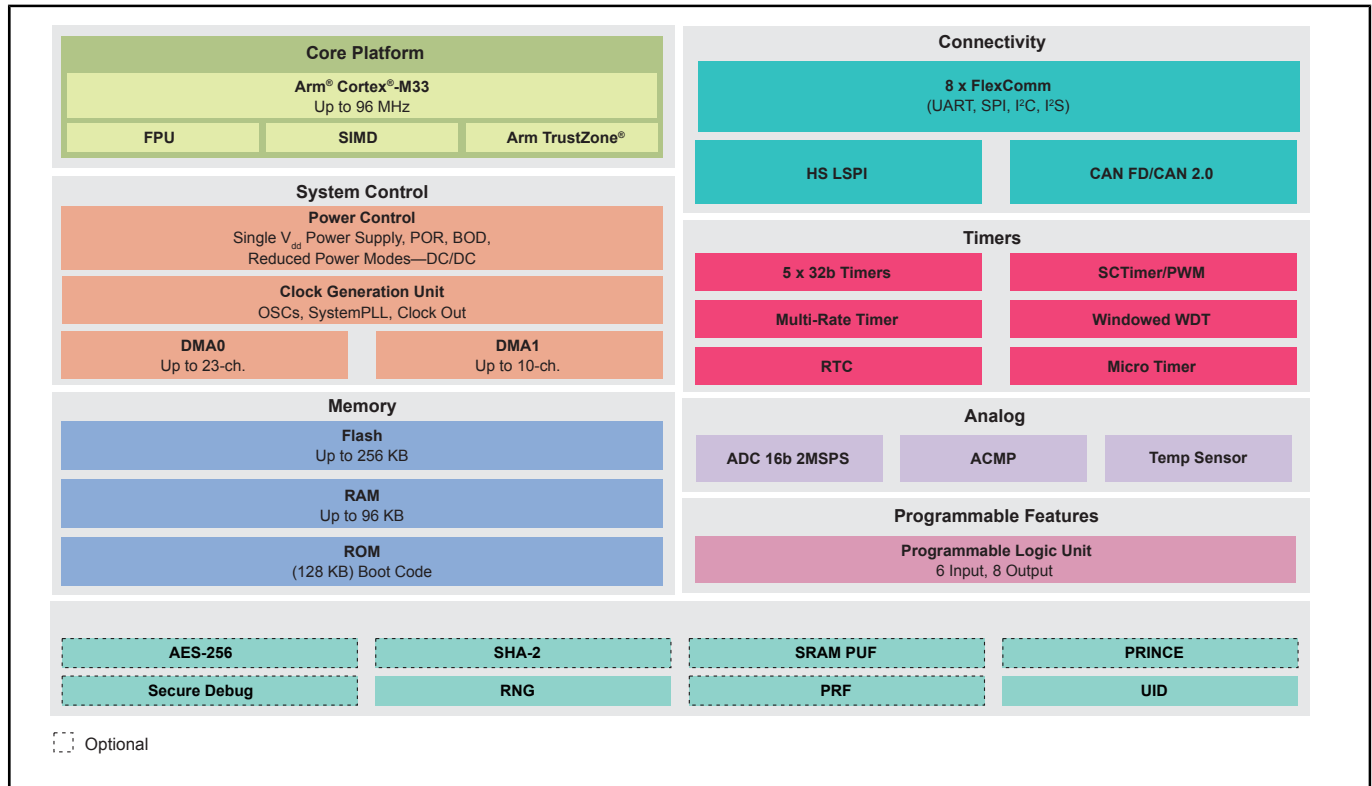 Core Platform
Arm® Cortex®-M33
Up to 96 MHz
FPU
SIMD
Arm TrustZone®
System Control
Power Control
Single Vdd Power Supply, POR, BOD,
Reduced Power Modes—DC/DC
Clock Generation Unit
OSCs, SystemPLL, Clock Out
DMA0
Up to 23-ch.
DMA1
Up to 10-ch.
Memory
Flash
Up to 256 KB
RAM
Up to 96 KB
ROM
(128 KB) Boot Code
Connectivity
8 x FlexComm
(UART, SPI, I²C, I²S)
HS LSPI
CAN FD/CAN 2.0
Timers
5 x 32b Timers
SCTimer/PWM
Multi-Rate Timer
Windowed WDT
RTC
Micro Timer
Analog
ADC 16b 2MSPS
ACMP
Temp Sensor
Programmable Features
Programmable Logic Unit
6 Input, 8 Output
AES-256
SHA-2
SRAM PUF
PRINCE
Secure Debug
RNG
PRF
UID
Optional